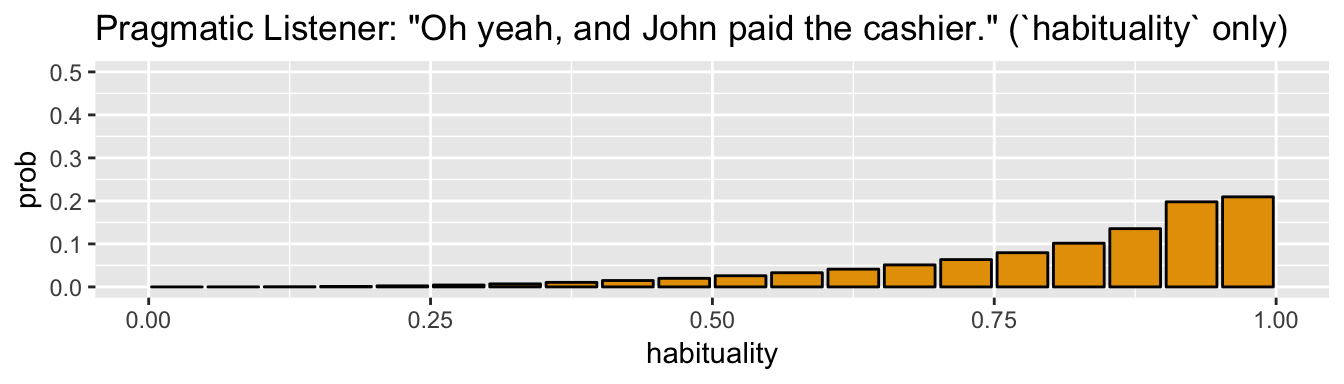 Pragmatic Listener: "Oh yeah, and John paid the cashier." (`habituality` only)
0.5
0.4
0.3
0.2
0.1
0.0
prob
0.00 0.25 0.50 0.75 1.00
habituality